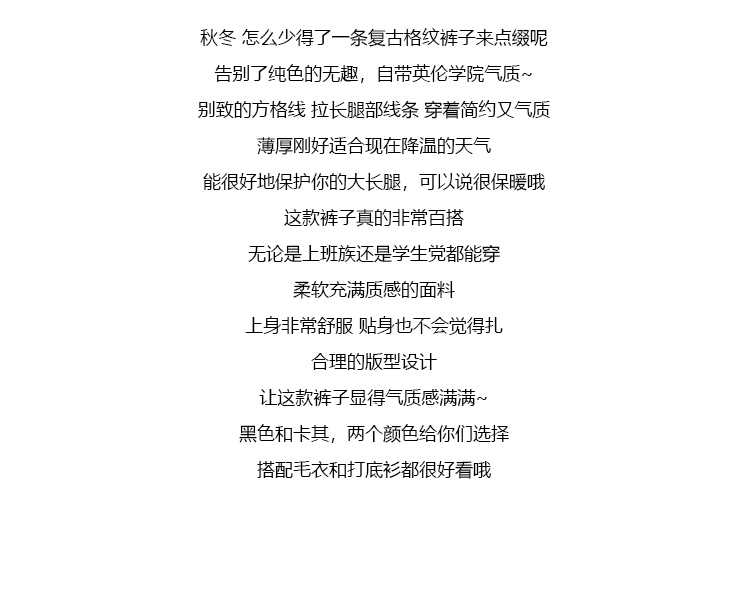 秋冬 怎么少得了一条复古格纹裤子来点缀呢
告别了纯色的无趣，自带英伦学院气质~
别致的方格线 拉长腿部线条 穿着简约又气质
薄厚刚好适合现在降温的天气
能很好地保护你的大长腿，可以说很保暖哦
这款裤子真的非常百搭
无论是上班族还是学生党都能穿
柔软充满质感的面料
上身非常舒服 贴身也不会觉得扎
合理的版型设计
让这款裤子显得气质感满满~
黑色和卡其，两个颜色给你们选择
搭配毛衣和打底衫都很好看哦